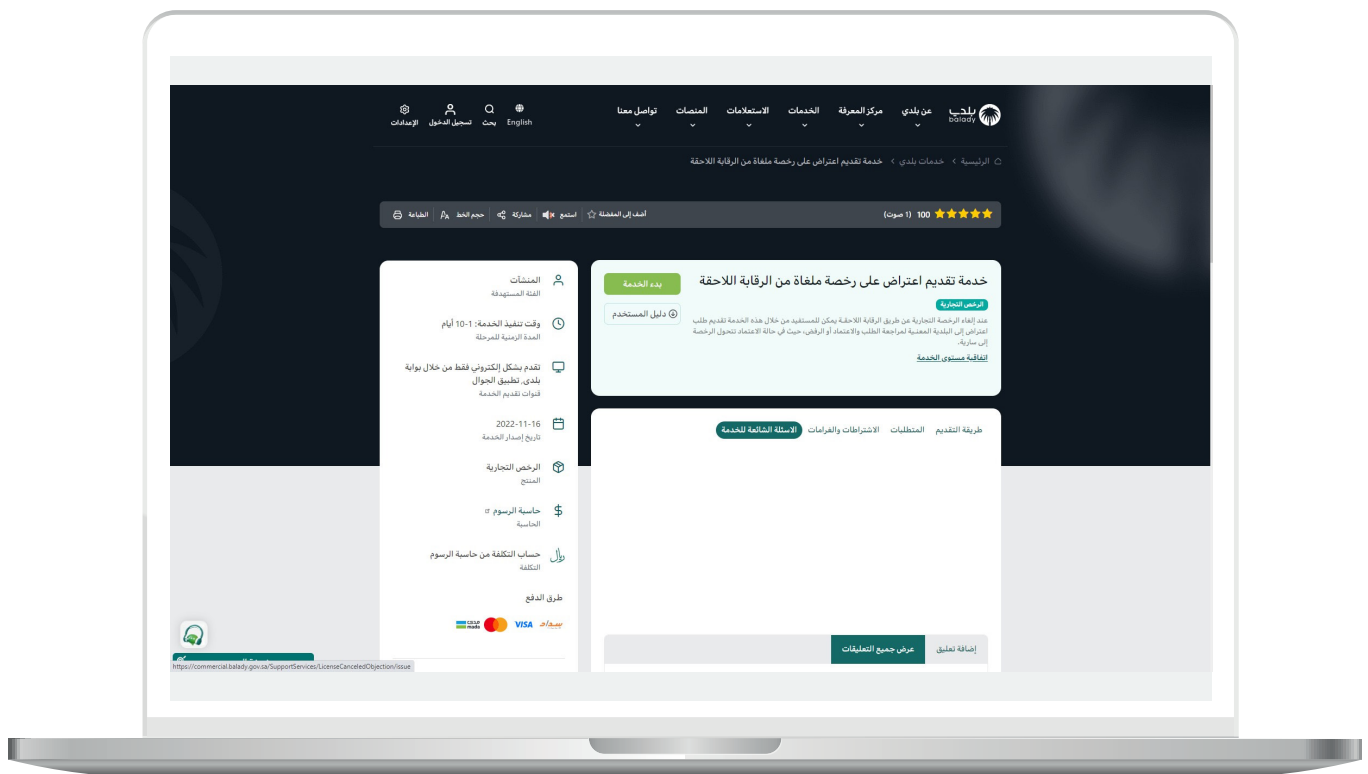 بلدي
balady
عن بلدي
مركز المعرفة
الخدمات
الاستعلامات
المنصات
تواصل معنا
English
بحث
تسجيل الدخول
الإعدادات
الرئيسية > خدمات بلدي > خدمة تقديم اعتراض على رخصة ملغاة من الرقابة اللاحقة
100 (1 صوت)
أضف إلى المفضلة
استمع
مشاركة
حجم الخط
الطباعة
خدمة تقديم اعتراض على رخصة ملغاة من الرقابة اللاحقة
بدء الخدمة
دليل المستخدم
الرخص التجارية
عند إلغاء الرخصة التجارية عن طريق الرقابة اللاحقة يمكن للمستفيد من خلال هذه الخدمة تقديم طلب
اعتراض إلى البلدية المعنية لمراجعة الطلب والاعتماد أو الرفض، حيث في حالة الاعتماد تتحول الرخصة
إلى سارية.
اتفاقية مستوى الخدمة
طريقة التقديم
المتطلبات
الاشتراطات والغرامات
الاسئلة الشائعة للخدمة
إضافة تعليق
عرض جميع التعليقات
المنشآت
الفئة المستهدفة
وقت تنفيذ الخدمة: 1-10 أيام
المدة الزمنية للمرحلة
تقدم بشكل إلكتروني فقط من خلال بوابة
بلدي, تطبيق الجوال
قنوات تقديم الخدمة
2022-11-16
تاريخ إصدار الخدمة
الرخص التجارية
المنتج
حاسبة الرسوم
الحاسبة
حساب التكلفة من حاسبة الرسوم
التكلفة
طرق الدفع
سداد
VISA
مدى
mada
https://commercial.balady.gov.sa/SupportServices/LicenseCanceledObjection/issue